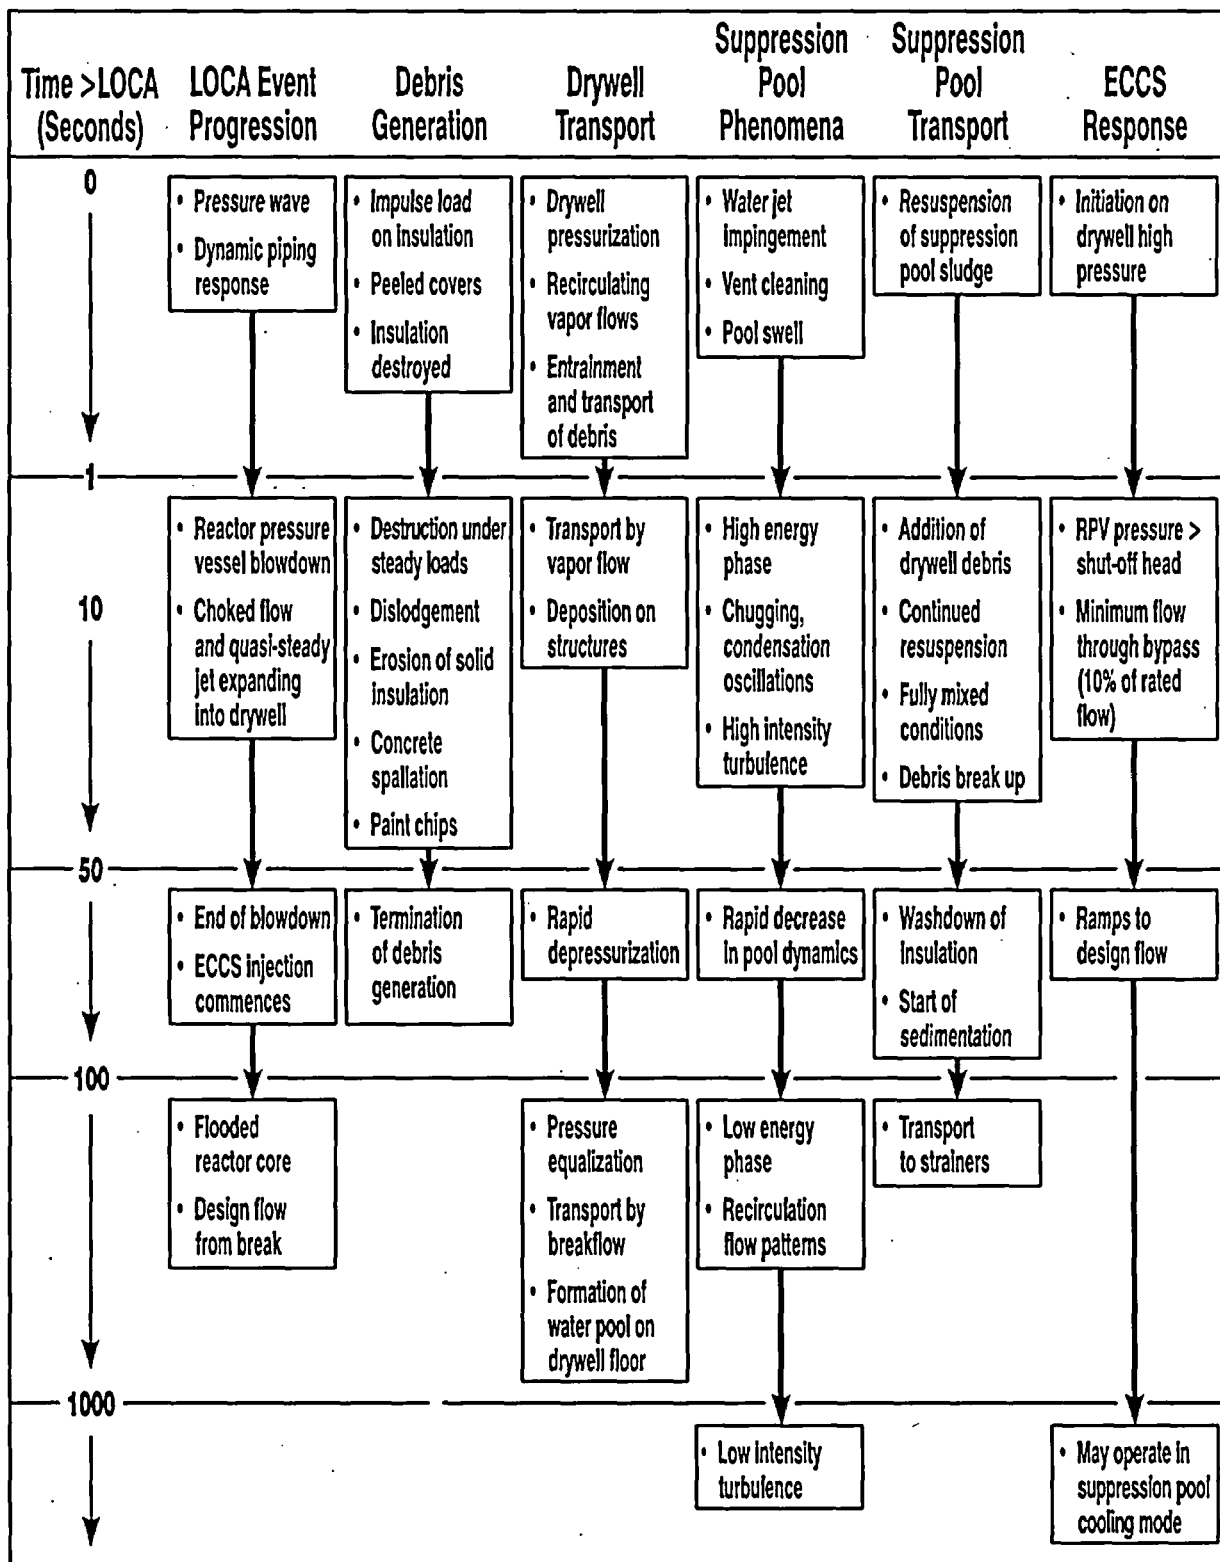 Time >LOCA
(Seconds)
LOCA Event
Progression
Debris
Generation
Drywell
Transport
Suppression
Pool
Phenomena
Suppression
Pool
Transport
ECCS
Response
0
• Pressure wave
• Dynamic piping
response
• Impulse load
on insulation
• Peeled covers
• Insulation
destroyed
• Drywell
pressurization
• Recirculating
vapor flows
• Entrainment
and transport
of debris
• Water jet
impingement
• Vent cleaning
• Pool swell
• Resuspension
of suppression
pool sludge
• Initiation on
drywell high
pressure
1
10
• Reactor pressure
vessel blowdown
• Choked flow
and quasi-steady
jet expanding
into drywell
• Destruction under
steady loads
• Dislodgement
• Erosion of solid
insulation
• Concrete
spallation
• Paint chips
• Transport by
vapor flow
• Deposition on
structures
• High energy
phase
• Chugging,
condensation
oscillations
• High intensity
turbulence
• Addition of
drywell debris
• Continued
resuspension
• Fully mixed
conditions
• Debris break up
• RPV pressure >
shut-off head
• Minimum flow
through bypass
(10% of rated
flow)
50
• End of blowdown
• ECCS injection
commences
• Termination
of debris
generation
• Rapid
depressurization
• Rapid decrease
in pool dynamics
• Washdown of
Insulation
• Start of
sedimentation
• Ramps to
design flow
100
• Flooded
reactor core
• Design flow
from break
• Pressure
equalization
• Transport by
breakflow
• Formation of
water pool on
drywell floor
• Low energy
phase
• Recirculation
flow patterns
• Transport
to strainers
1000
• Low intensity
turbulence
• May operate in
suppression pool
cooling mode